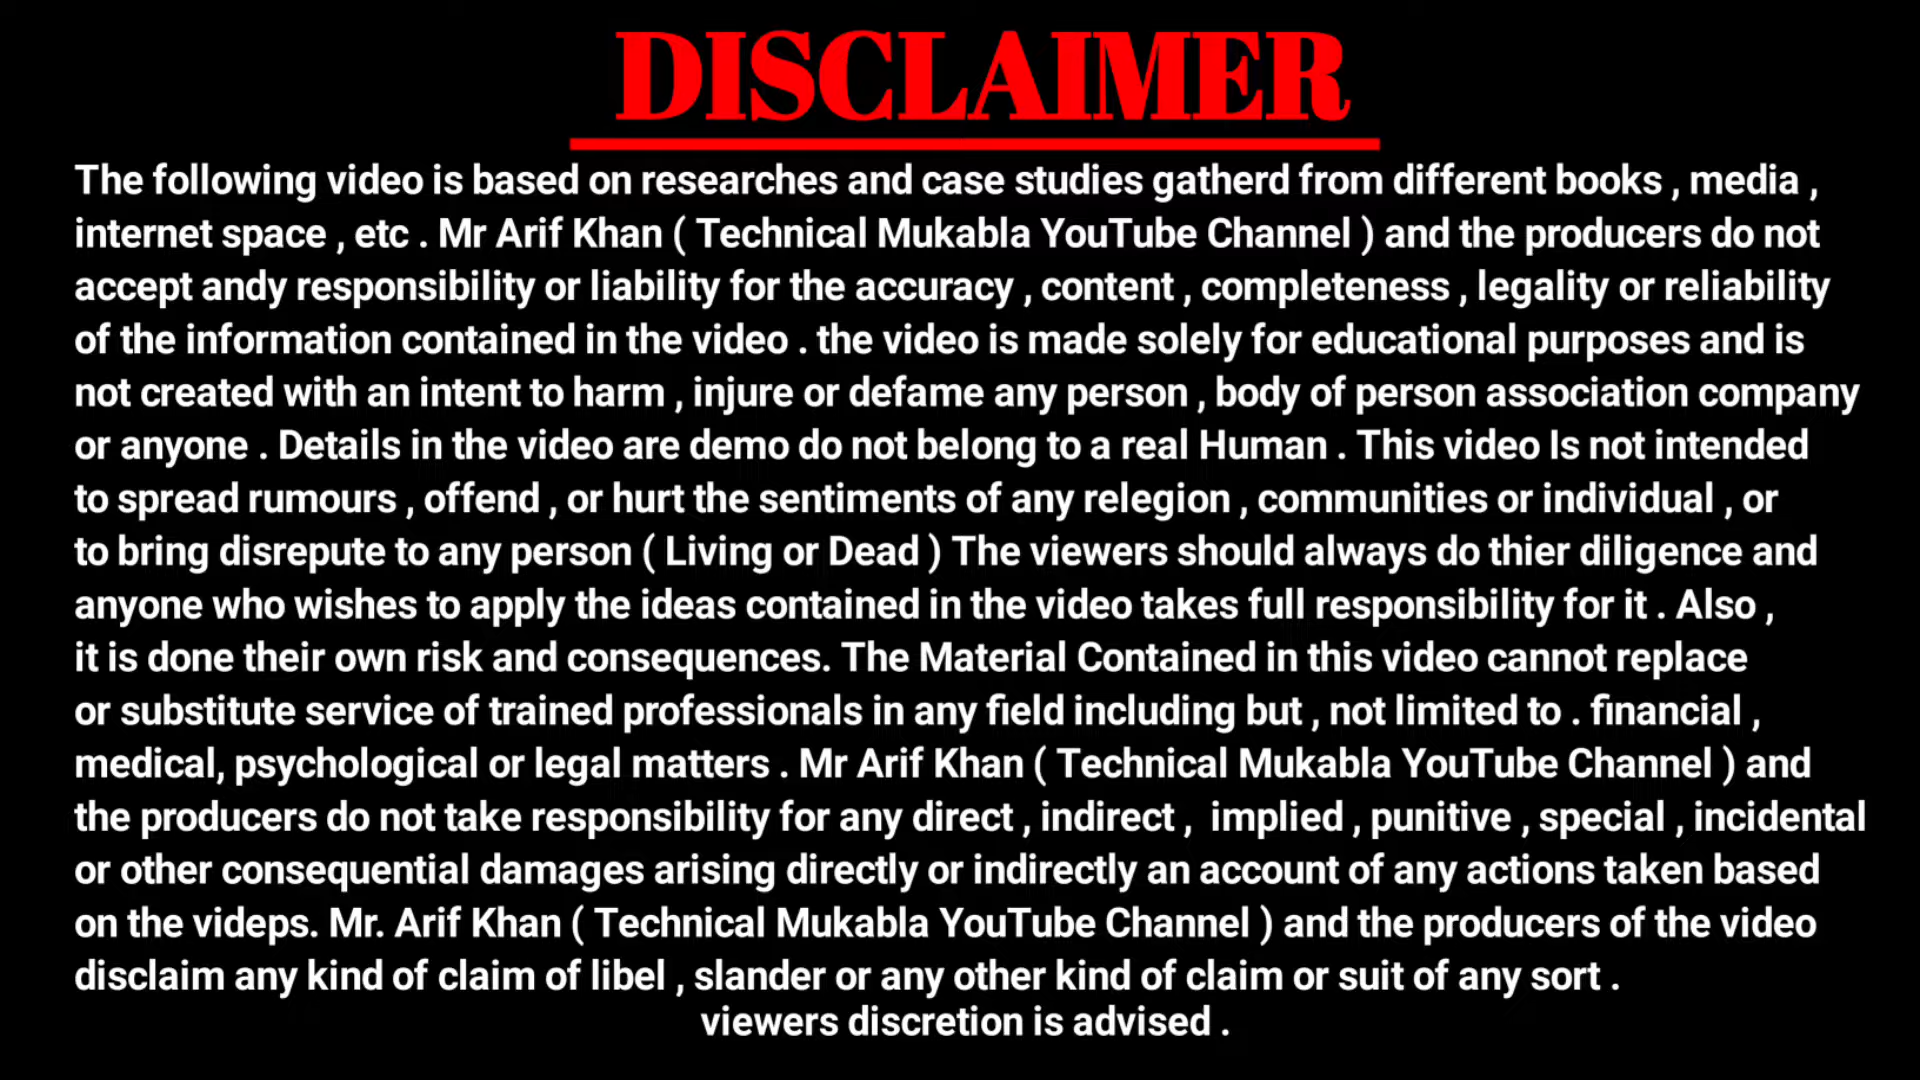 DISCLAIMER
The following video is based on researches and case studies gatherd from different books , media ,
internet space , etc . Mr Arif Khan ( Technical Mukabla YouTube Channel ) and the producers do not
accept andy responsibility or liability for the accuracy , content , completeness , legality or reliability
of the information contained in the video . the video is made solely for educational purposes and is
not created with an intent to harm , injure or defame any person , body of person association company
or anyone . Details in the video are demo do not belong to a real Human . This video Is not intended
to spread rumours , offend , or hurt the sentiments of any relegion , communities or individual , or
to bring disrepute to any person ( Living or Dead ) The viewers should always do thier diligence and
anyone who wishes to apply the ideas contained in the video takes full responsibility for it . Also ,
it is done their own risk and consequences. The Material Contained in this video cannot replace
or substitute service of trained professionals in any field including but , not limited to . financial ,
medical, psychological or legal matters . Mr Arif Khan ( Technical Mukabla YouTube Channel ) and
the producers do not take responsibility for any direct , indirect ,  implied , punitive , special , incidental
or other consequential damages arising directly or indirectly an account of any actions taken based
on the videps. Mr. Arif Khan ( Technical Mukabla YouTube Channel ) and the producers of the video
disclaim any kind of claim of libel , slander or any other kind of claim or suit of any sort .
viewers discretion is advised .